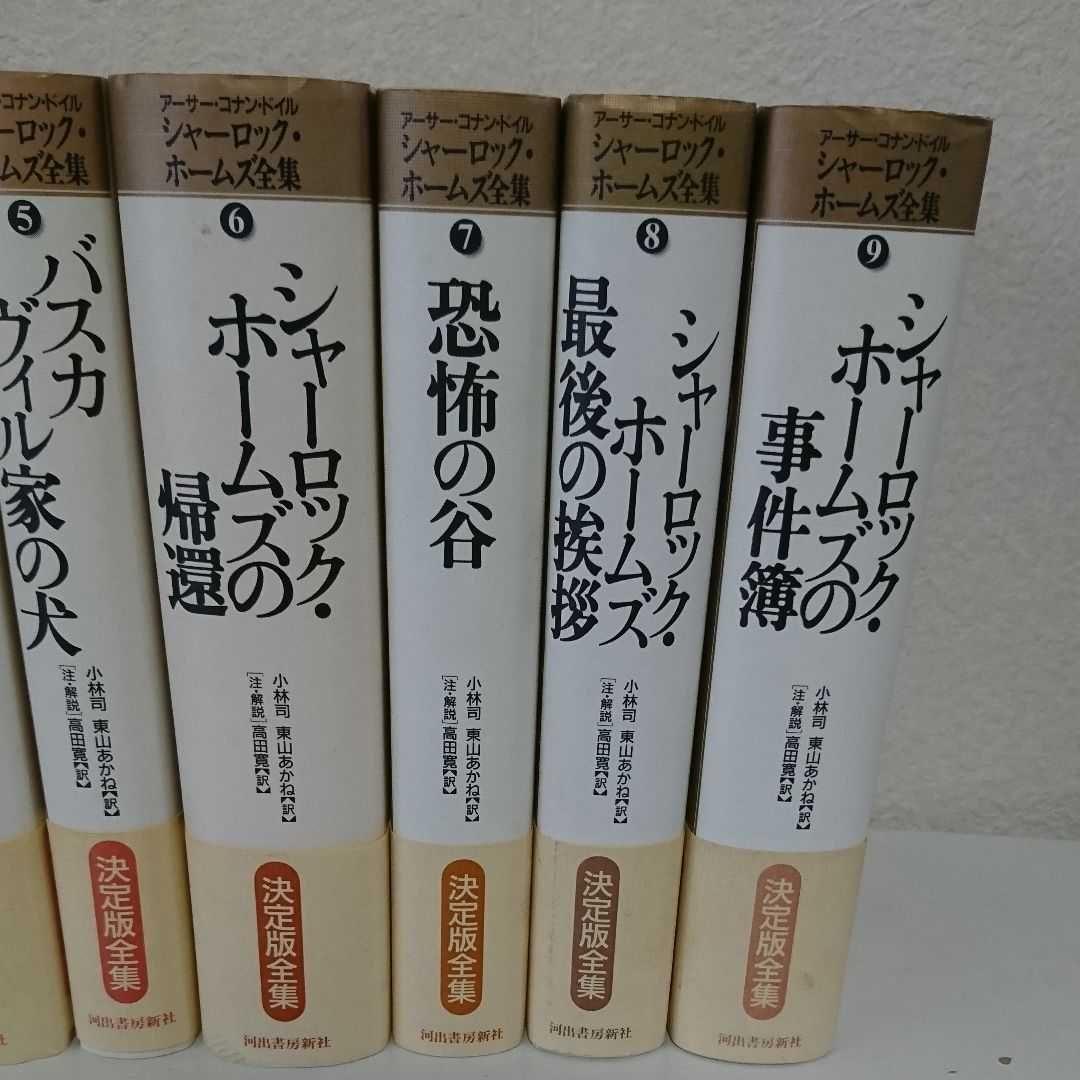 コナン・ドイル
ーロック・
ームズ全集
5
バスカ
ヴィル家の犬
小林司 東山あかね【訳】
[注・解説]高田寛【訳】
決定版全集
河出書房新社
社
アーサー・コナン・ドイル
シャーロック・
ホームズ全集
6
シャーロック・
ホームズの
帰還
小林司 東山あかね【訳】
[注・解説]高田寛【訳】
決定版全集
河出書房新社
アーサー・コナン・ドイル
シャーロック・
ホームズ全集
7
恐怖の谷
小林司 東山あかね【訳】
[注・解説]高田寛【訳】
決定版全集
河出書房新社
アーサー・コナン・ドイル
シャーロック・
ホームズ全集
8
シャーロック・
ホームズ
最後の挨拶
小林司 東山あかね【訳】
[注・解説]高田寛【訳】
決定版全集
河出書房新社
アーサー・コナン・ドイル
シャーロック・
ホームズ全集
9
シャーロック・
ホームズの
事件簿
小林司 東山あかね【訳】
[注・解説]高田寛【訳】
決定版全集
河出書房新社